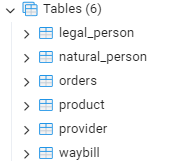 Tables (6)
legal_person
natural_person
orders
product
provider
waybill